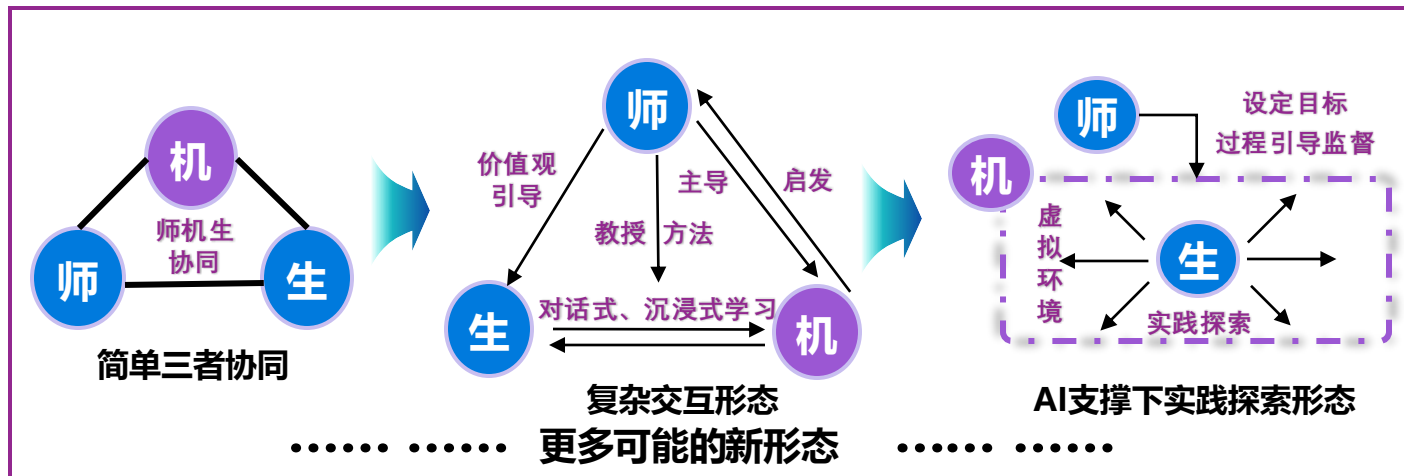 机
师机生
协同
师
生
简单三者协同
师
价值观
引导
主导
启发
教授
方法
对话式、沉浸式学习
生
机
复杂交互形态
师
设定目标
过程引导监督
机
虚拟环境
生
实践探索
AI支撑下实践探索形态
…… …… 更多可能的新形态 …… ……